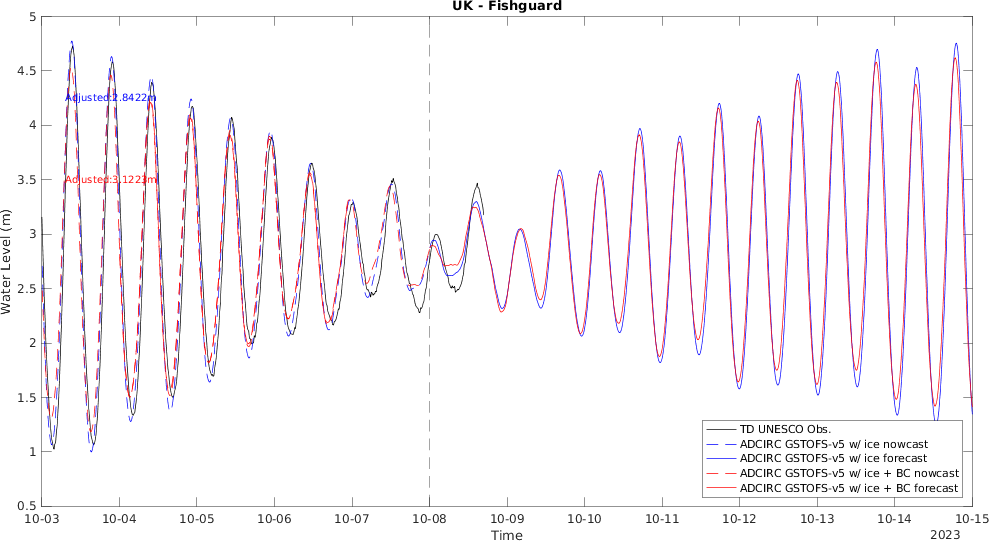 UK - Fishguard
Water Level (m)
5
4.5
4
3.5
3
2.5
2
1.5
1
0.5
Adjusted:2.8422m
Adjusted:3.1223m
TD UNESCO Obs.
ADCIRC GSTOFS-v5 w/ ice nowcast
ADCIRC GSTOFS-v5 w/ ice forecast
ADCIRC GSTOFS-v5 w/ ice + BC nowcast
ADCIRC GSTOFS-v5 w/ ice + BC forecast
10-03 10-04 10-05 10-06 10-07 10-08 10-09 10-10 10-11 10-12 10-13 10-14 10-15
Time
2023